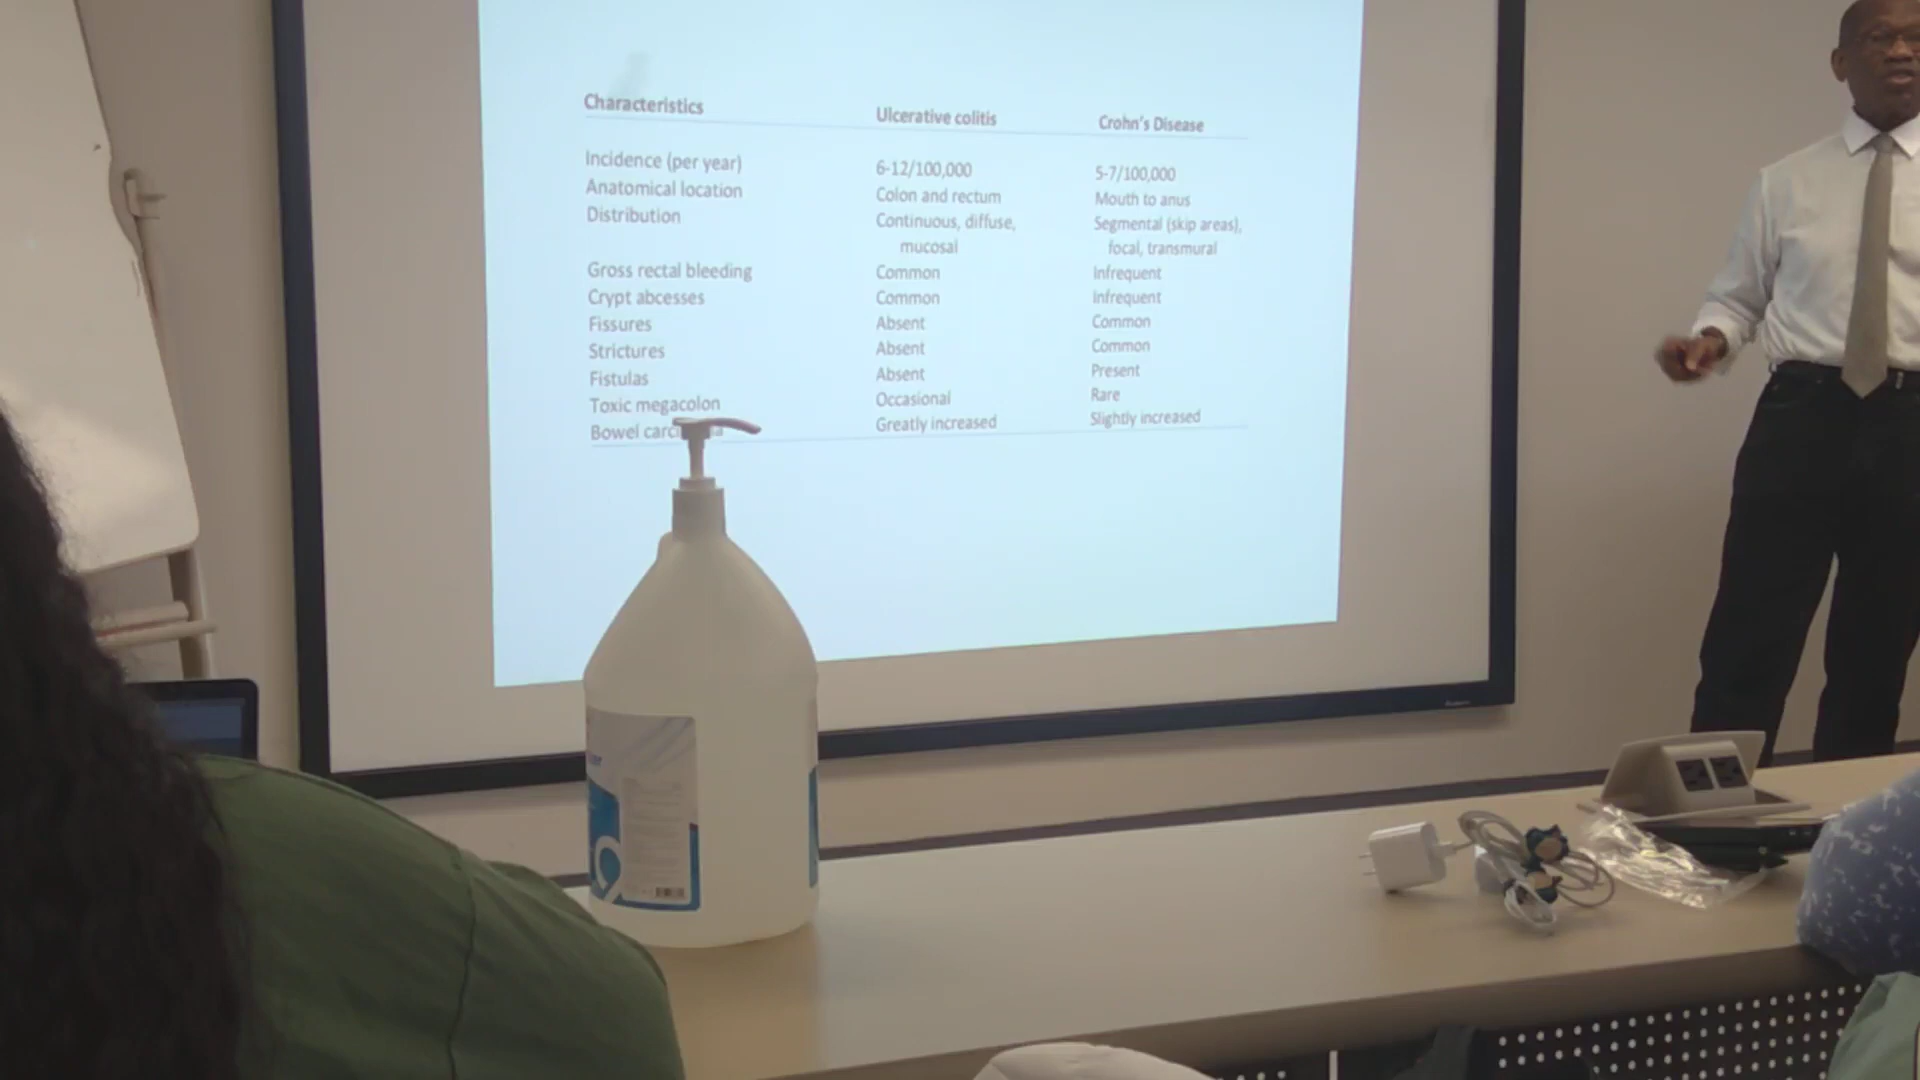 Characteristics Ulcerative colitis Crohn's Disease
Incidence (per year) 6-12/100,000 5-7/100,000
Anatomical location Colon and rectum Mouth to anus
Distribution Continuous, diffuse, Segmental (skip areas),
mucosal focal, transmural
Gross rectal bleeding Common Infrequent
Crypt abcesses Common Infrequent
Fissures Absent Common
Strictures Absent Common
Fistulas Absent Present
Toxic megacolon Occasional Rare
Bowel Greatly increased Slightly increased